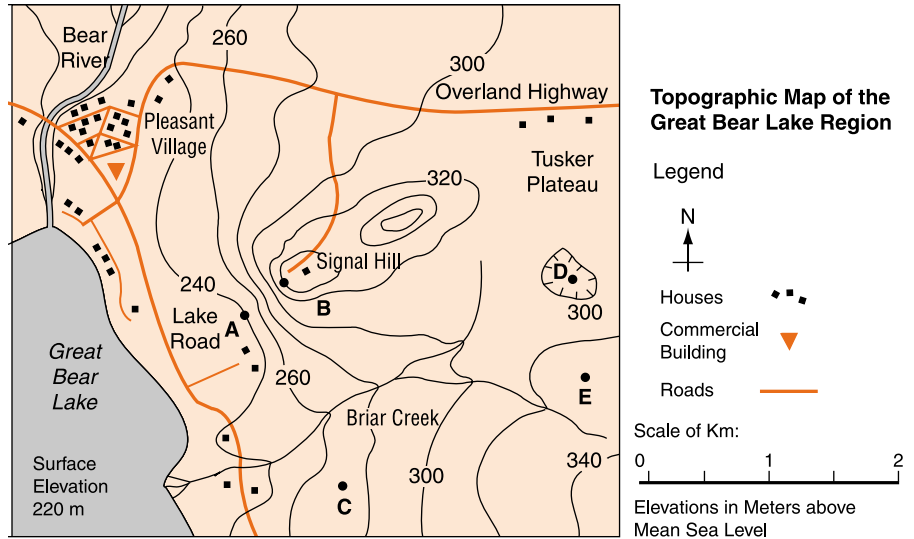 Bear
River
260
300
Overland Highway
Pleasant
Village
Tusker
Plateau
320
Signal Hill
D
300
240
B
A
Lake
Road
Great
Bear
Lake
260
E
Briar Creek
300
340
C
Surface
Elevation
220 m
Topographic Map of the
Great Bear Lake Region
Legend
N
Houses
Commercial
Building
Roads
Scale of Km:
0 1 2
Elevations in Meters above
Mean Sea Level